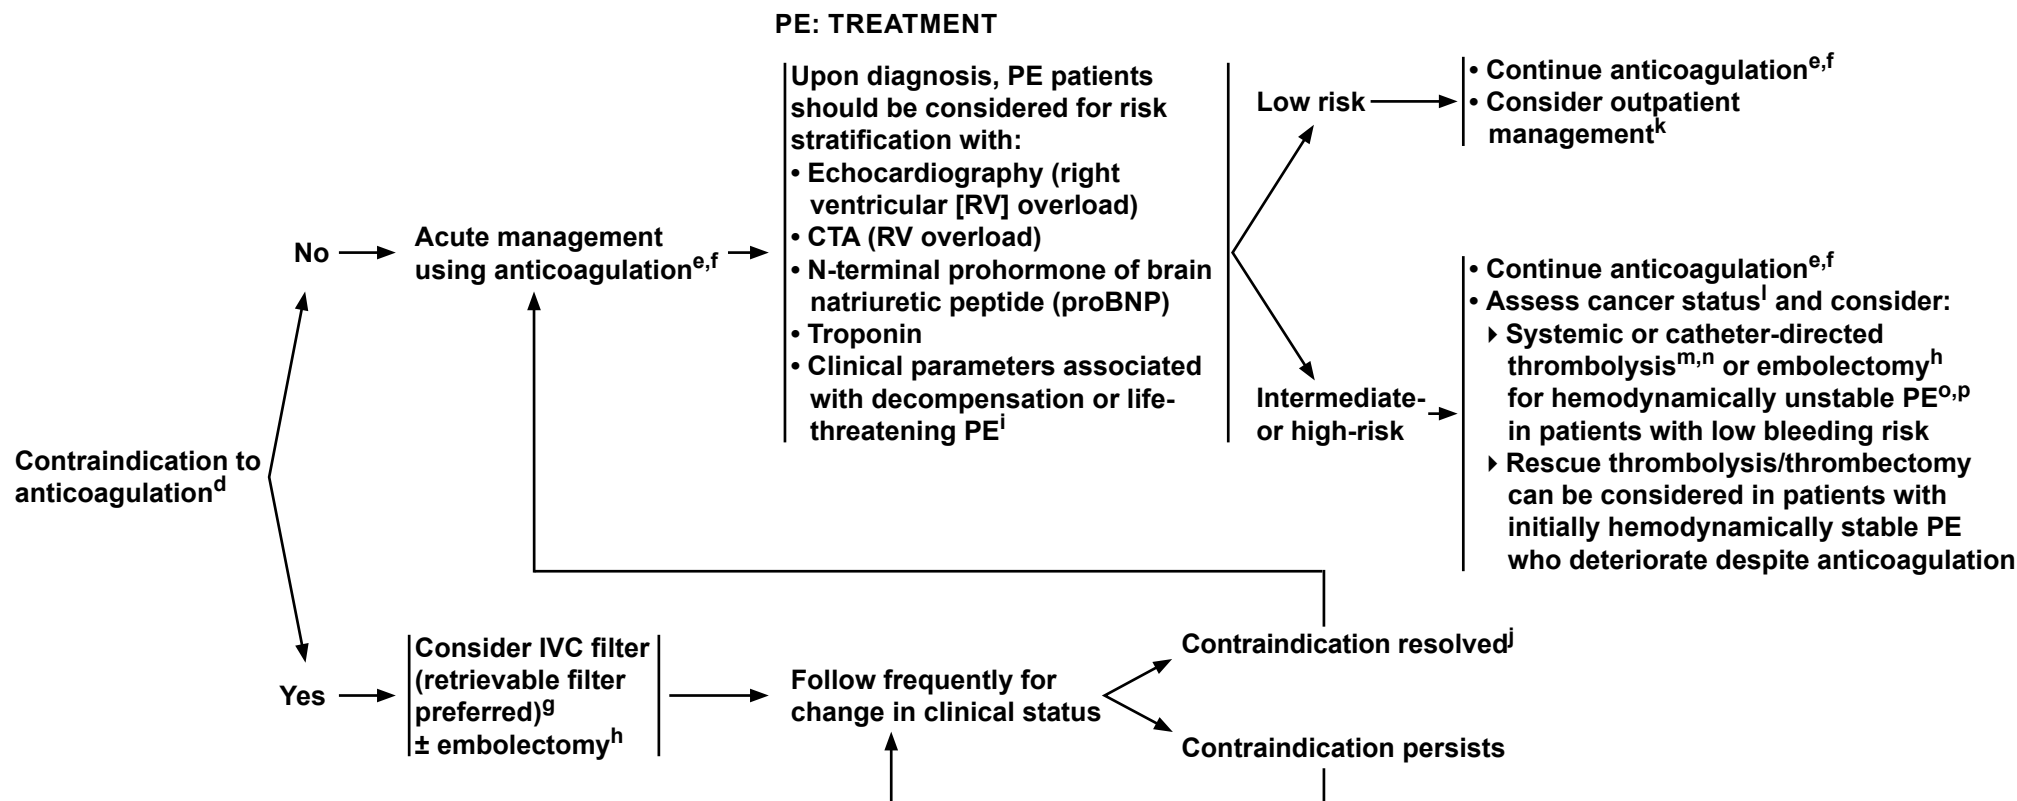 PE: TREATMENT
Contraindication to
anticoagulationᵈ
No
Acute management
using anticoagulationᵉ,ᶠ
Upon diagnosis, PE patients
should be considered for risk
stratification with:
• Echocardiography (right
ventricular [RV] overload)
• CTA (RV overload)
• N-terminal prohormone of brain
natriuretic peptide (proBNP)
• Troponin
• Clinical parameters associated
with decompensation or life-
threatening PEⁱ
Low risk
• Continue anticoagulationᵉ,ᶠ
• Consider outpatient
managementᵏ
Intermediate-
or high-risk
• Continue anticoagulationᵉ,ᶠ
• Assess cancer statusˡ and consider:
▸ Systemic or catheter-directed
thrombolysisᵐ,ⁿ or embolectomyʰ
for hemodynamically unstable PEᵒ,ᵖ
in patients with low bleeding risk
▸ Rescue thrombolysis/thrombectomy
can be considered in patients with
initially hemodynamically stable PE
who deteriorate despite anticoagulation
Yes
Consider IVC filter
(retrievable filter
preferred)ᵍ
± embolectomyʰ
Follow frequently for
change in clinical status
Contraindication resolvedʲ
Contraindication persists